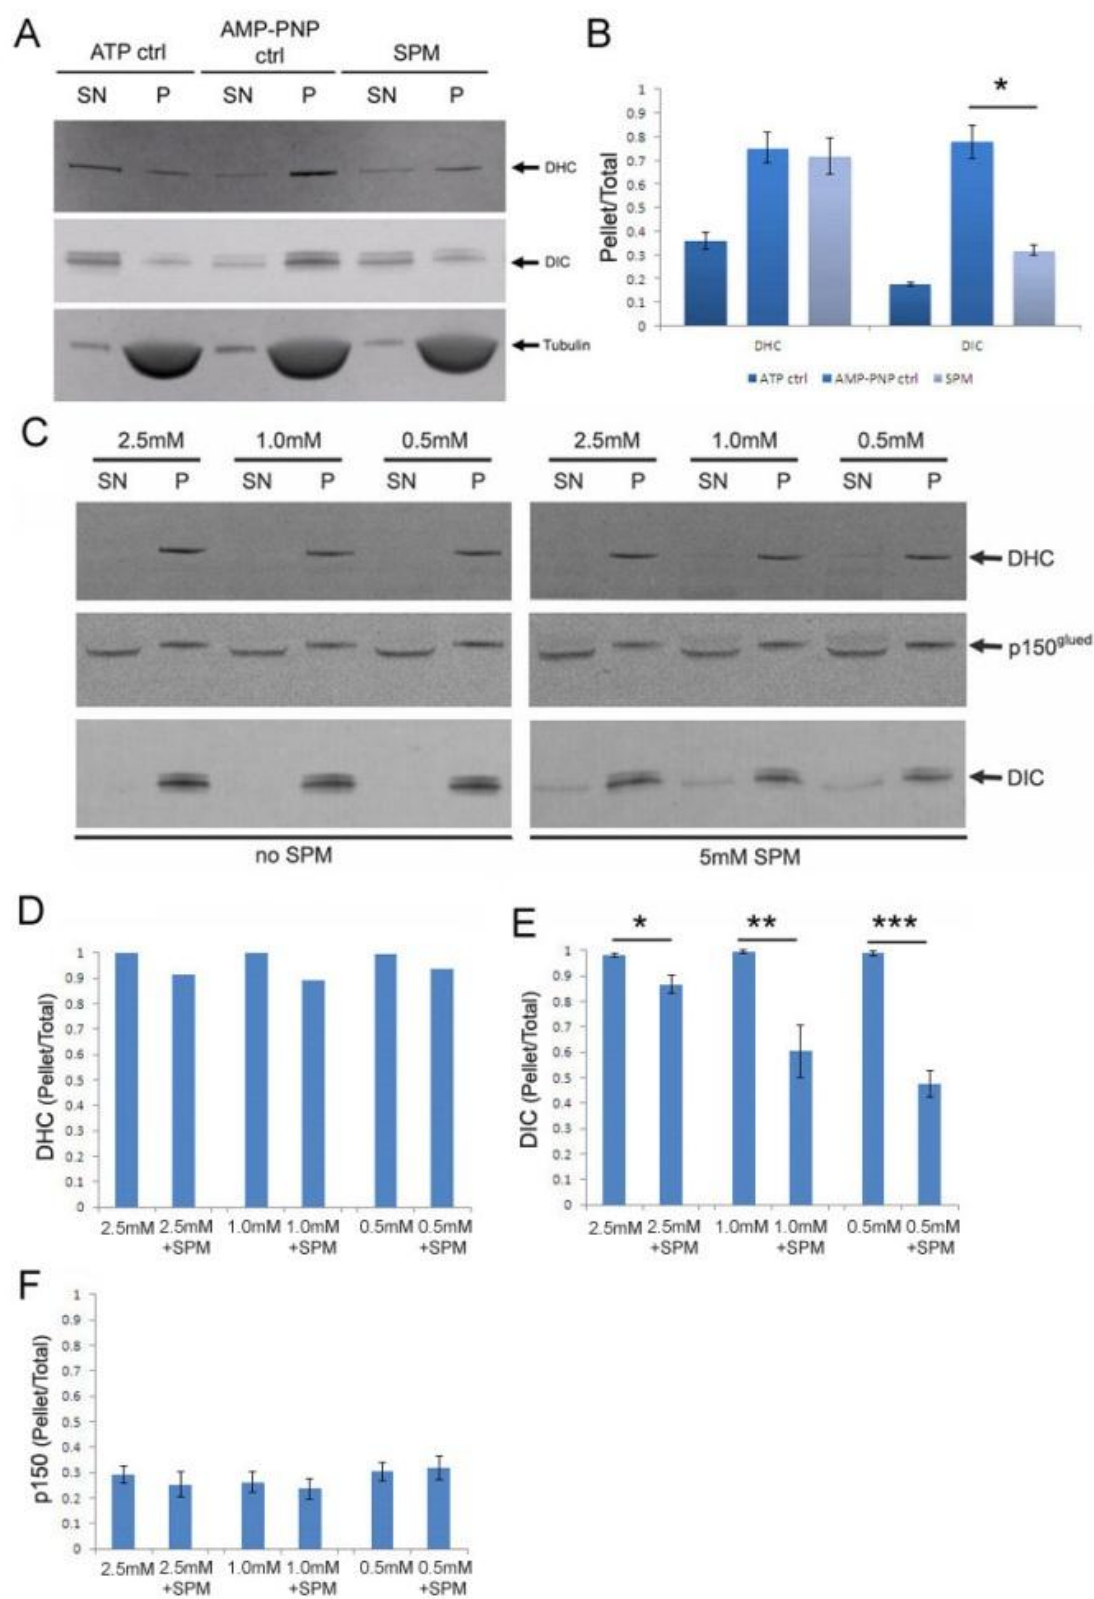 A
ATP ctrl
AMP-PNP
ctrl
SPM
SN P SN P SN P
DHC
DIC
Tubulin
B
*
Pellet/Total
1
0.9
0.8
0.7
0.6
0.5
0.4
0.3
0.2
0.1
0
DHC DIC
ATP ctrl AMP-PNP ctrl SPM
C
2.5mM 1.0mM 0.5mM 2.5mM 1.0mM 0.5mM
SN P SN P SN P SN P SN P SN P
DHC
p150glued
DIC
no SPM 5mM SPM
D
DHC (Pellet/Total)
1
0.9
0.8
0.7
0.6
0.5
0.4
0.3
0.2
0.1
0
2.5mM 2.5mM 1.0mM 1.0mM 0.5mM 0.5mM
+SPM +SPM +SPM
E
* ** ***
DIC (Pellet/Total)
1
0.9
0.8
0.7
0.6
0.5
0.4
0.3
0.2
0.1
0
2.5mM 2.5mM 1.0mM 1.0mM 0.5mM 0.5mM
+SPM +SPM +SPM
F
p150 (Pellet/Total)
1
0.9
0.8
0.7
0.6
0.5
0.4
0.3
0.2
0.1
0
2.5mM 2.5mM 1.0mM 1.0mM 0.5mM 0.5mM
+SPM +SPM +SPM